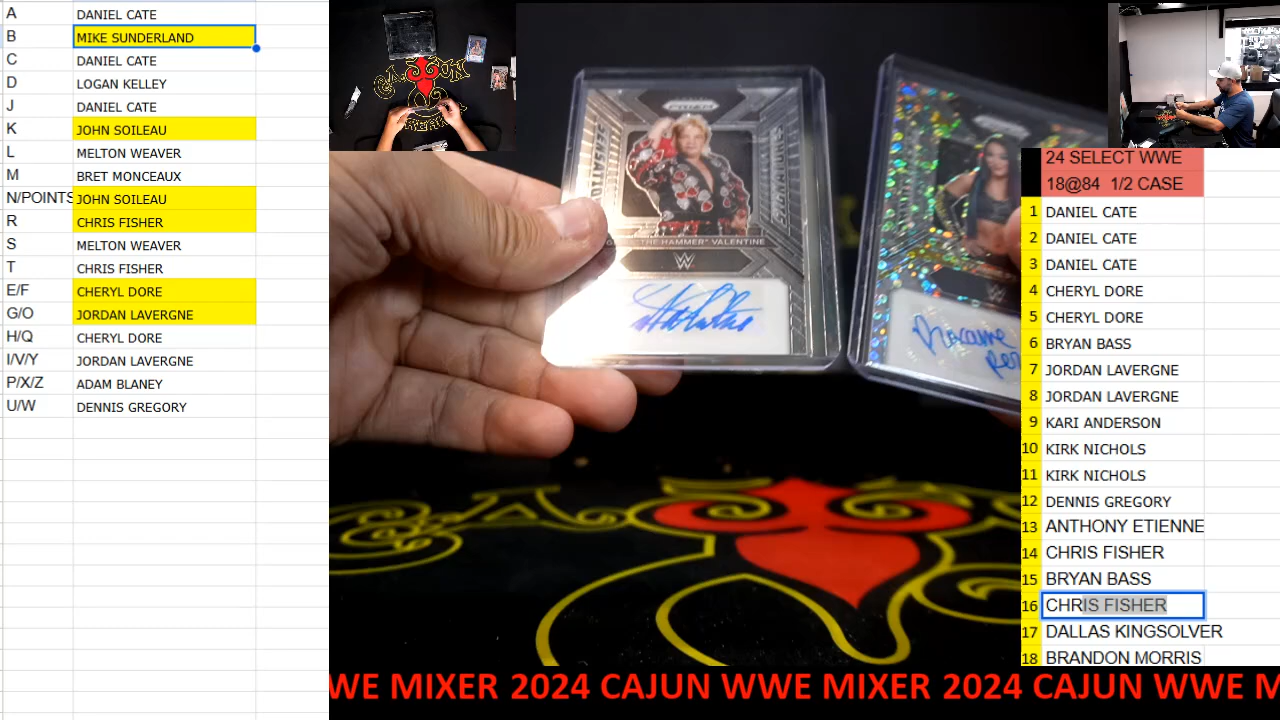 A DANIEL CATE
B MIKE SUNDERLAND
C DANIEL CATE
D LOGAN KELLEY
J DANIEL CATE
K JOHN SOILEAU
L MELTON WEAVER
M BRET MONCEAUX
N/POINTS JOHN SOILEAU
R CHRIS FISHER
S MELTON WEAVER
T CHRIS FISHER
E/F CHERYL DORE
G/O JORDAN LAVERGNE
H/Q CHERYL DORE
I/V/Y JORDAN LAVERGNE
P/X/Z ADAM BLANEY
U/W DENNIS GREGORY
PRIZM
SIGNATURES
"THE HAMMER" VALENTINE
W
Roxanne
24 SELECT WWE
18@84 1/2 CASE
1 DANIEL CATE
2 DANIEL CATE
3 DANIEL CATE
4 CHERYL DORE
5 CHERYL DORE
6 BRYAN BASS
7 JORDAN LAVERGNE
8 JORDAN LAVERGNE
9 KARI ANDERSON
10 KIRK NICHOLS
11 KIRK NICHOLS
12 DENNIS GREGORY
13 ANTHONY ETIENNE
14 CHRIS FISHER
15 BRYAN BASS
16 CHRIS FISHER
17 DALLAS KINGSOLVER
18 BRANDON MORRIS
WE MIXER 2024 CAJUN WWE MIXER 2024 CAJUN WWE M